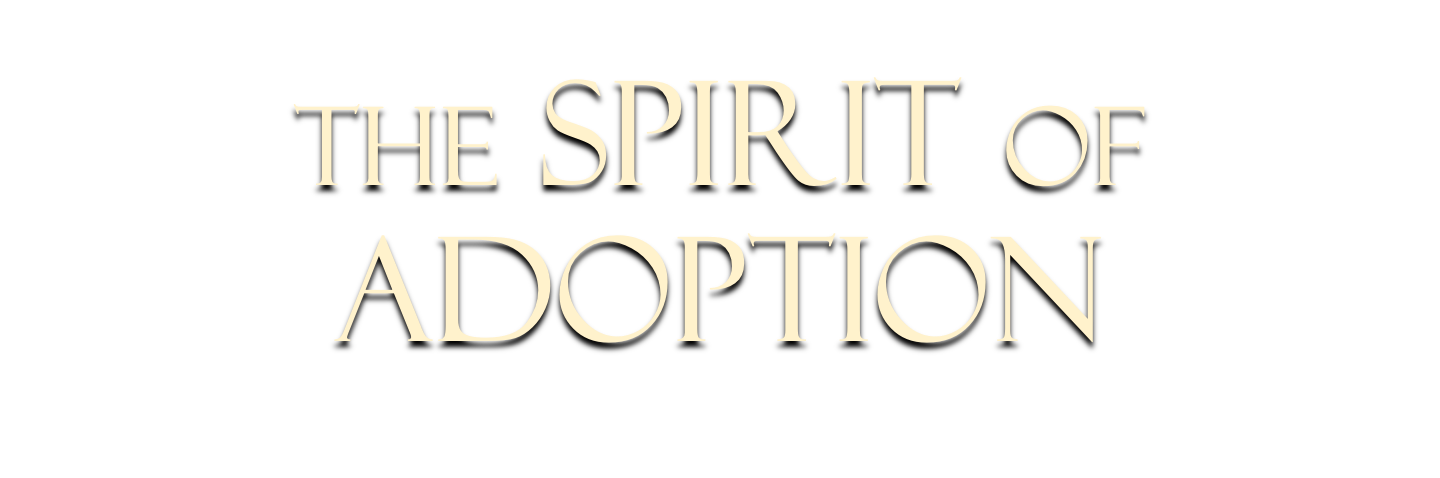 THE SPIRIT OF
ADOPTION